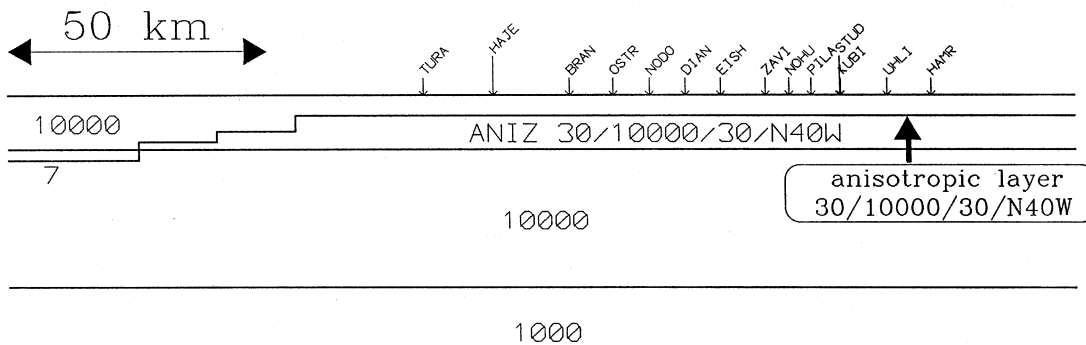 50 km
TURA
HAJE
BRAN
OSTR
NODO
DIAN
EISH
ZAVI
NOHU
PILA
STUD
KUBI
UHLI
HAMR
10000
ANIZ 30/10000/30/N40W
7
anisotropic layer
30/10000/30/N40W
10000
1000